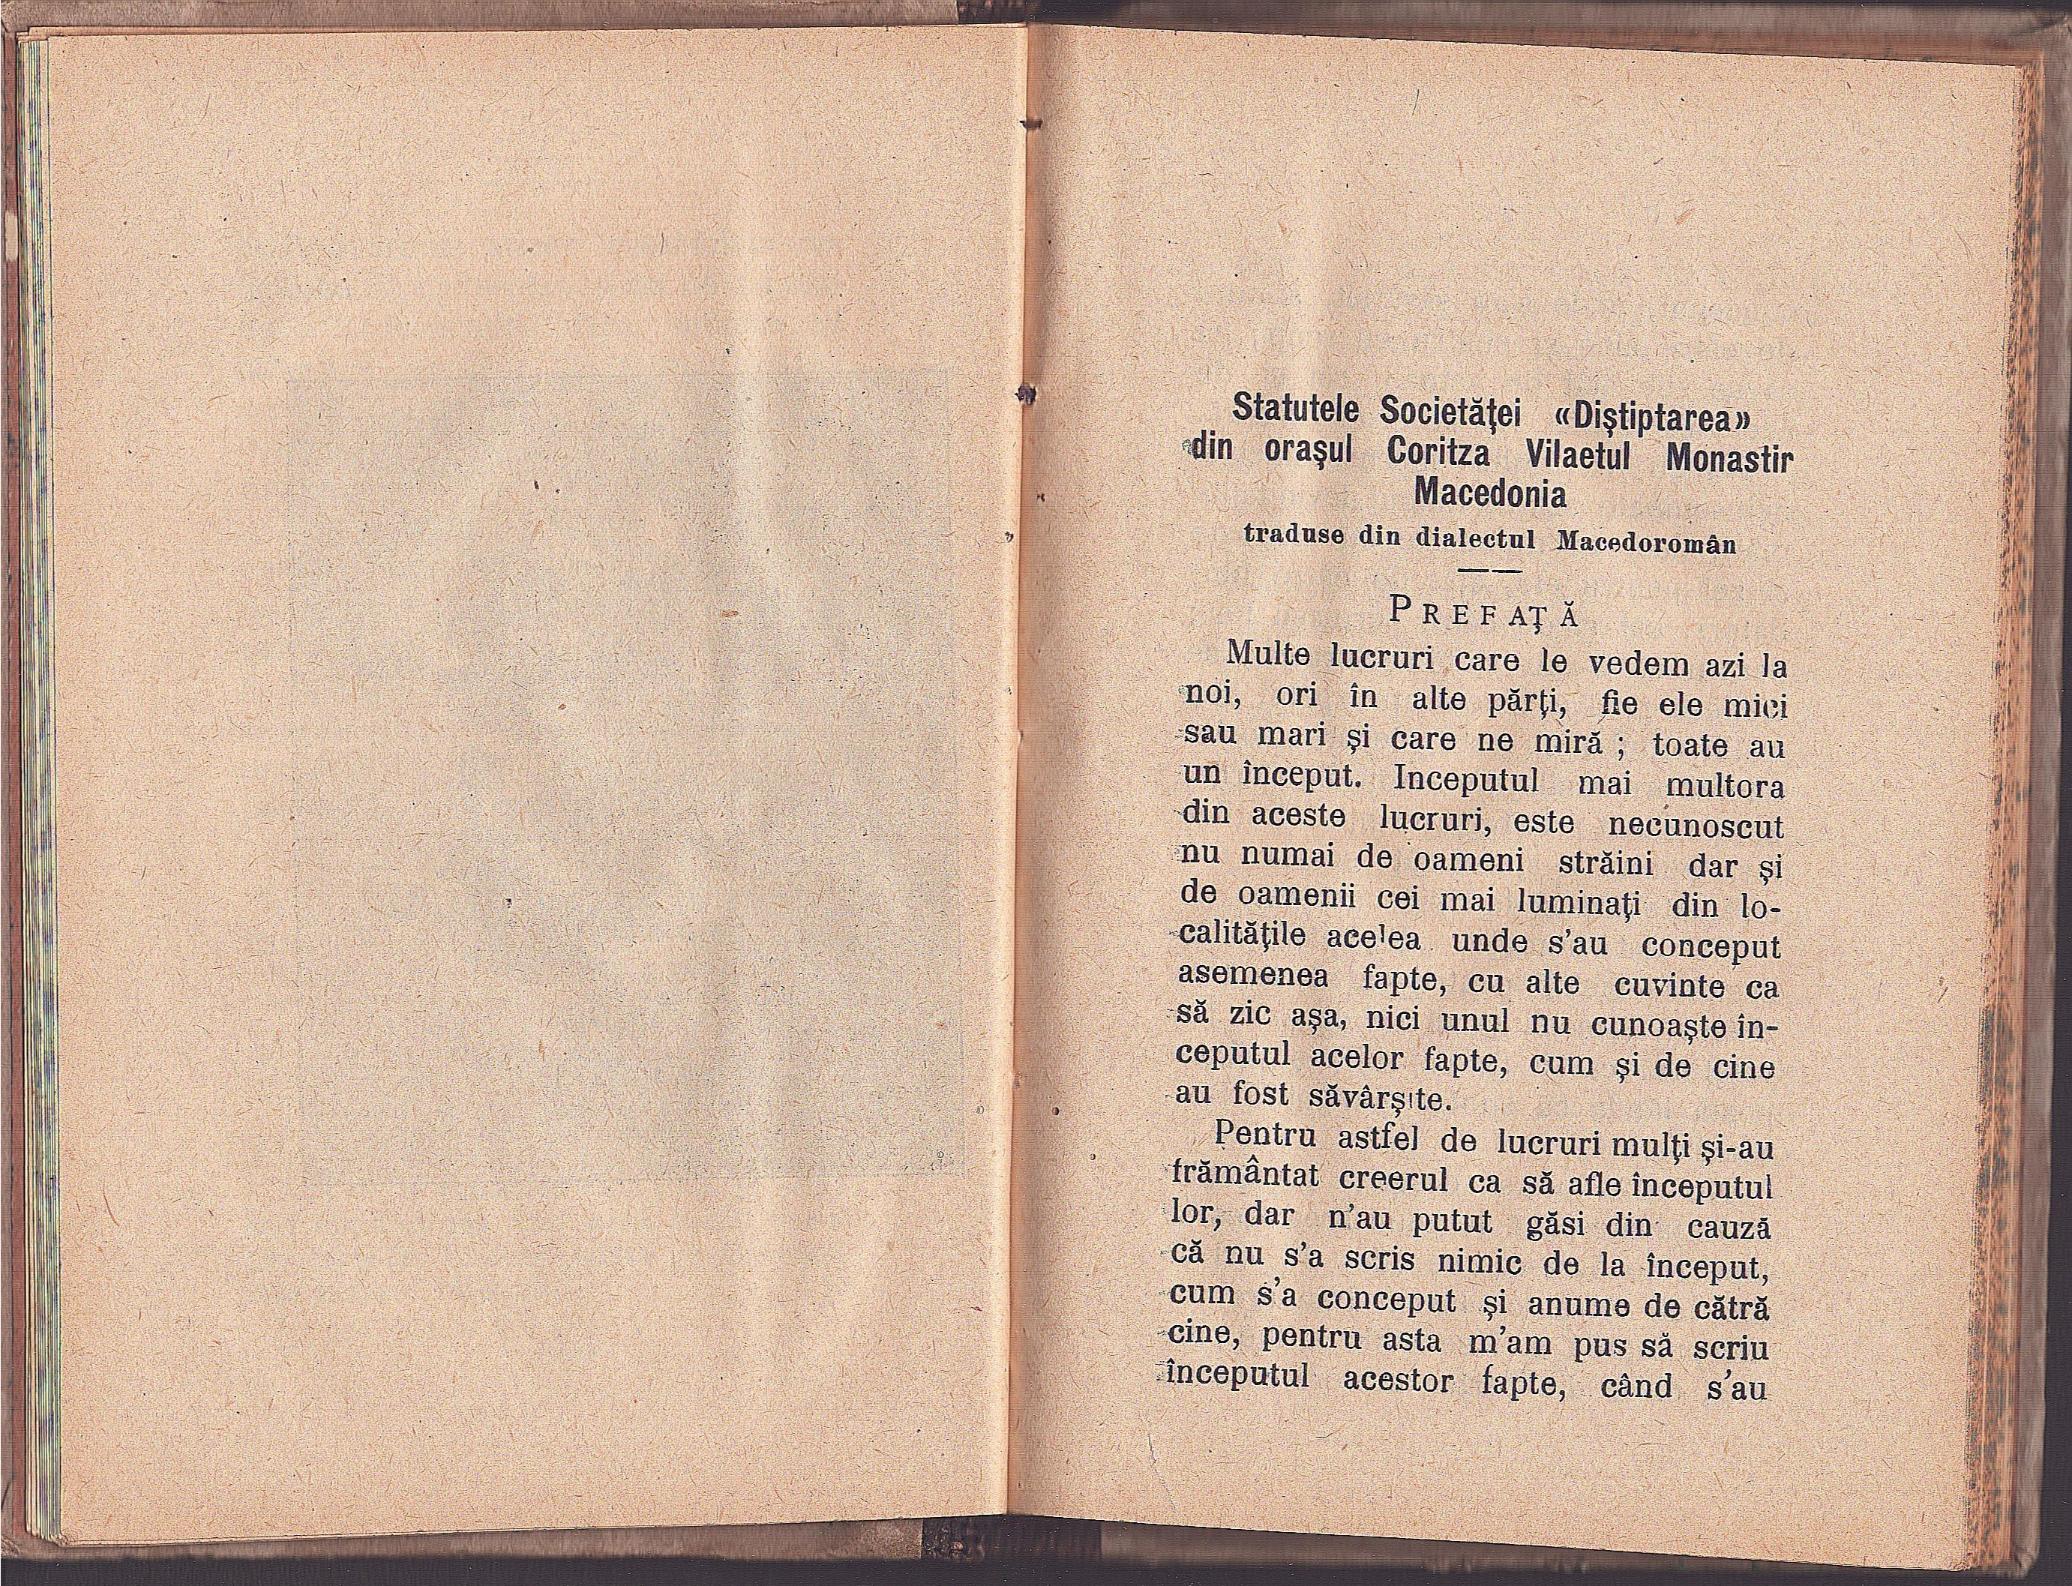 Statutele Societăţei «Diştiptarea»
din oraşul Coritza Vilaetul Monastir
Macedonia
traduse din dialectul Macedoromân
PREFAŢĂ
Multe lucruri care le vedem azi la
noi, ori în alte părţi, fie ele mici
sau mari şi care ne miră ; toate au
un început. Inceputul mai multora
din aceste lucruri, este necunoscut
nu numai de oameni străini dar şi
de oamenii cei mai luminaţi din lo-
calităţile acelea unde s'au conceput
asemenea fapte, cu alte cuvinte ca
să zic aşa, nici unul nu cunoaşte în-
ceputul acelor fapte, cum şi de cine
au fost săvârşite.
Pentru astfel de lucruri mulţi şi-au
frământat creerul ca să afle începutul
lor, dar n'au putut găsi din cauză
că nu s'a scris nimic de la început,
cum s'a conceput şi anume de cătră
cine, pentru asta m'am pus să scriu
începutul acestor fapte, când s'au